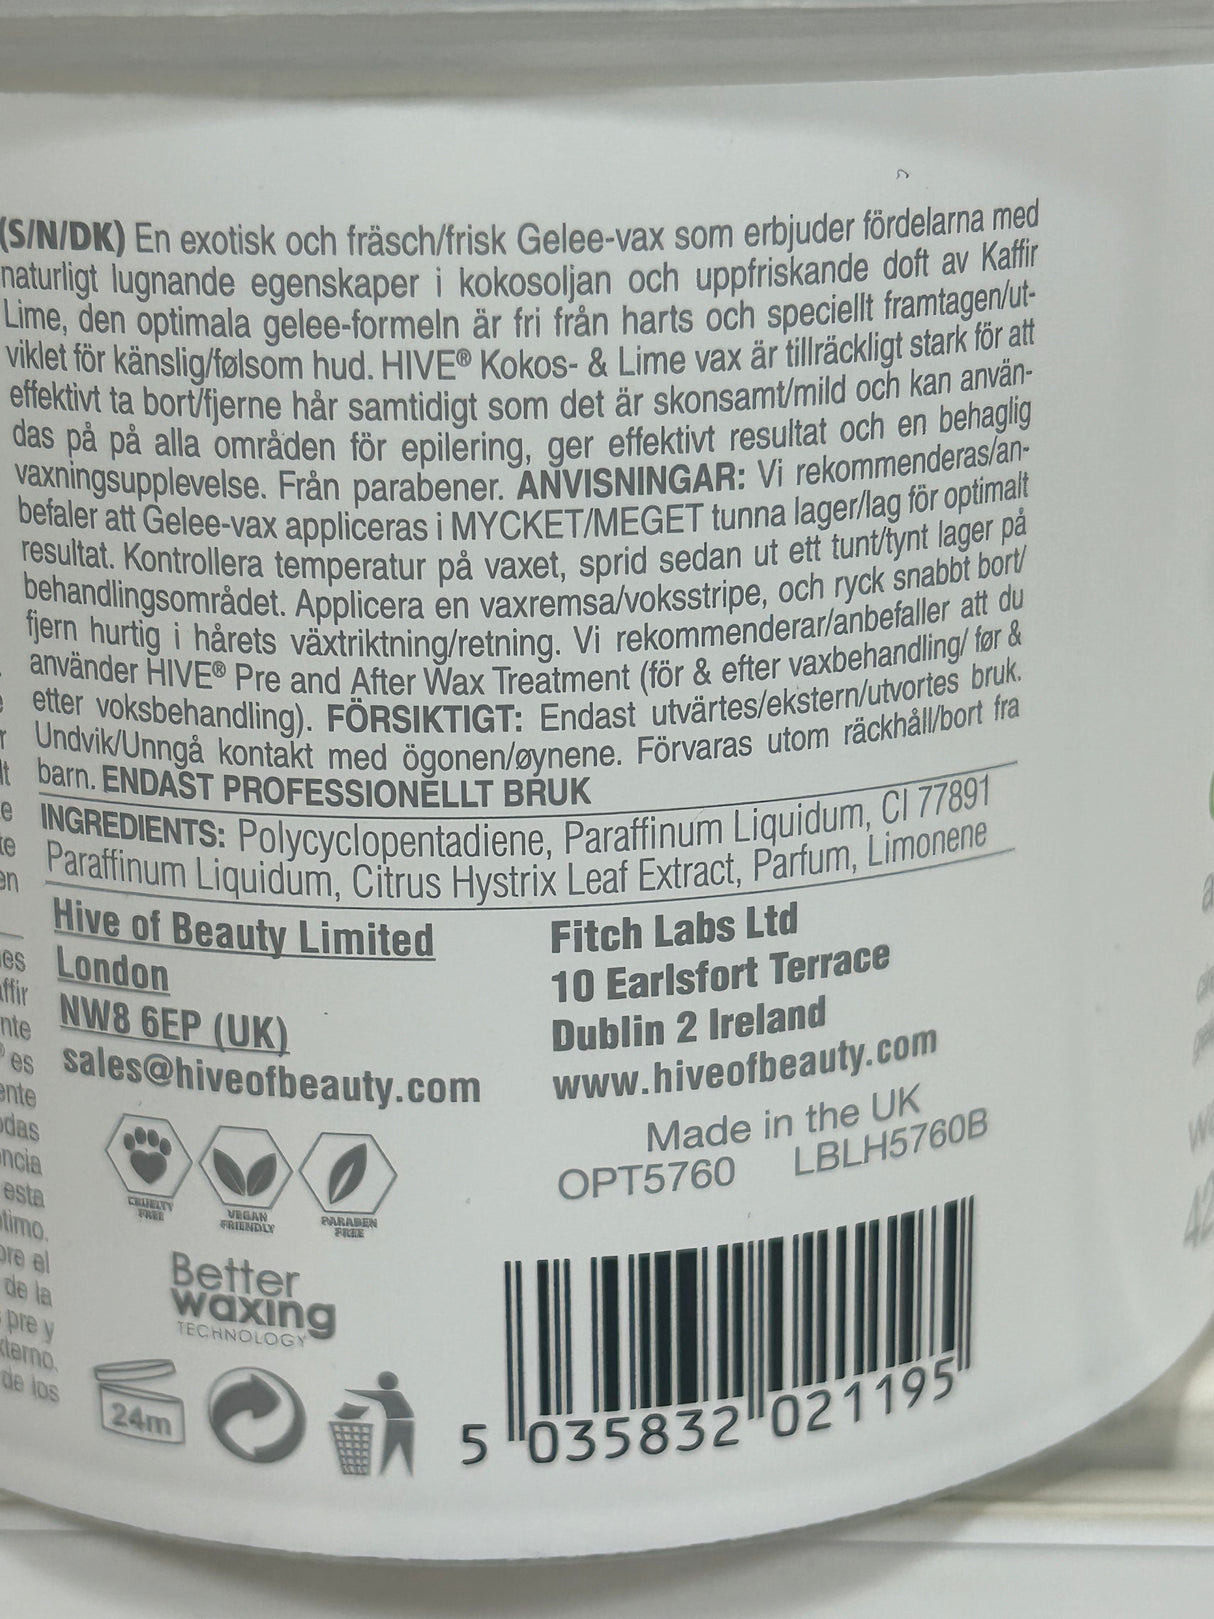 (S/N/DK) En exotisk och fräsch/frisk Gelee-vax som erbjuder fördelarna med
naturligt lugnande egenskaper i kokosoljan och uppfriskande doft av Kaffir
Lime, den optimala gelee-formeln är fri från harts och speciellt framtagen/ut-
viklet för känslig/følsom hud. HIVE® Kokos- & Lime vax är tillräckligt stark för att
effektivt ta bort/fjerne hår samtidigt som det är skonsamt/mild och kan använ-
das på på alla områden för epilering, ger effektivt resultat och en behaglig
vaxningsupplevelse. Från parabener. ANVISNINGAR: Vi rekommenderas/an-
befaler att Gelee-vax appliceras i MYCKET/MEGET tunna lager/lag för optimalt
resultat. Kontrollera temperatur på vaxet, sprid sedan ut ett tunt/tynt lager på
behandlingsområdet. Applicera en vaxremsa/voksstripe, och ryck snabbt bort/
fjern hurtig i hårets växtriktning/retning. Vi rekommenderar/anbefaller att du
använder HIVE® Pre and After Wax Treatment (för & efter vaxbehandling/ før &
etter voksbehandling). FÖRSIKTIGT: Endast utvärtes/ekstern/utvortes bruk.
Undvik/Unngå kontakt med ögonen/øynene. Förvaras utom räckhåll/bort fra
barn. ENDAST PROFESSIONELLT BRUK
INGREDIENTS: Polycyclopentadiene, Paraffinum Liquidum, CI 77891
Paraffinum Liquidum, Citrus Hystrix Leaf Extract, Parfum, Limonene
Hive of Beauty Limited
London
NW8 6EP (UK)
sales@hiveofbeauty.com
Fitch Labs Ltd
10 Earlsfort Terrace
Dublin 2 Ireland
www.hiveofbeauty.com
Made in the UK
OPT5760 LBLH5760B
CRUELTY
FREE
VEGAN
FRIENDLY
PARABEN
FREE
Better
waxing
TECHNOLOGY
24m
5 035832 021195
esta
pre el
de la
pre y
de los